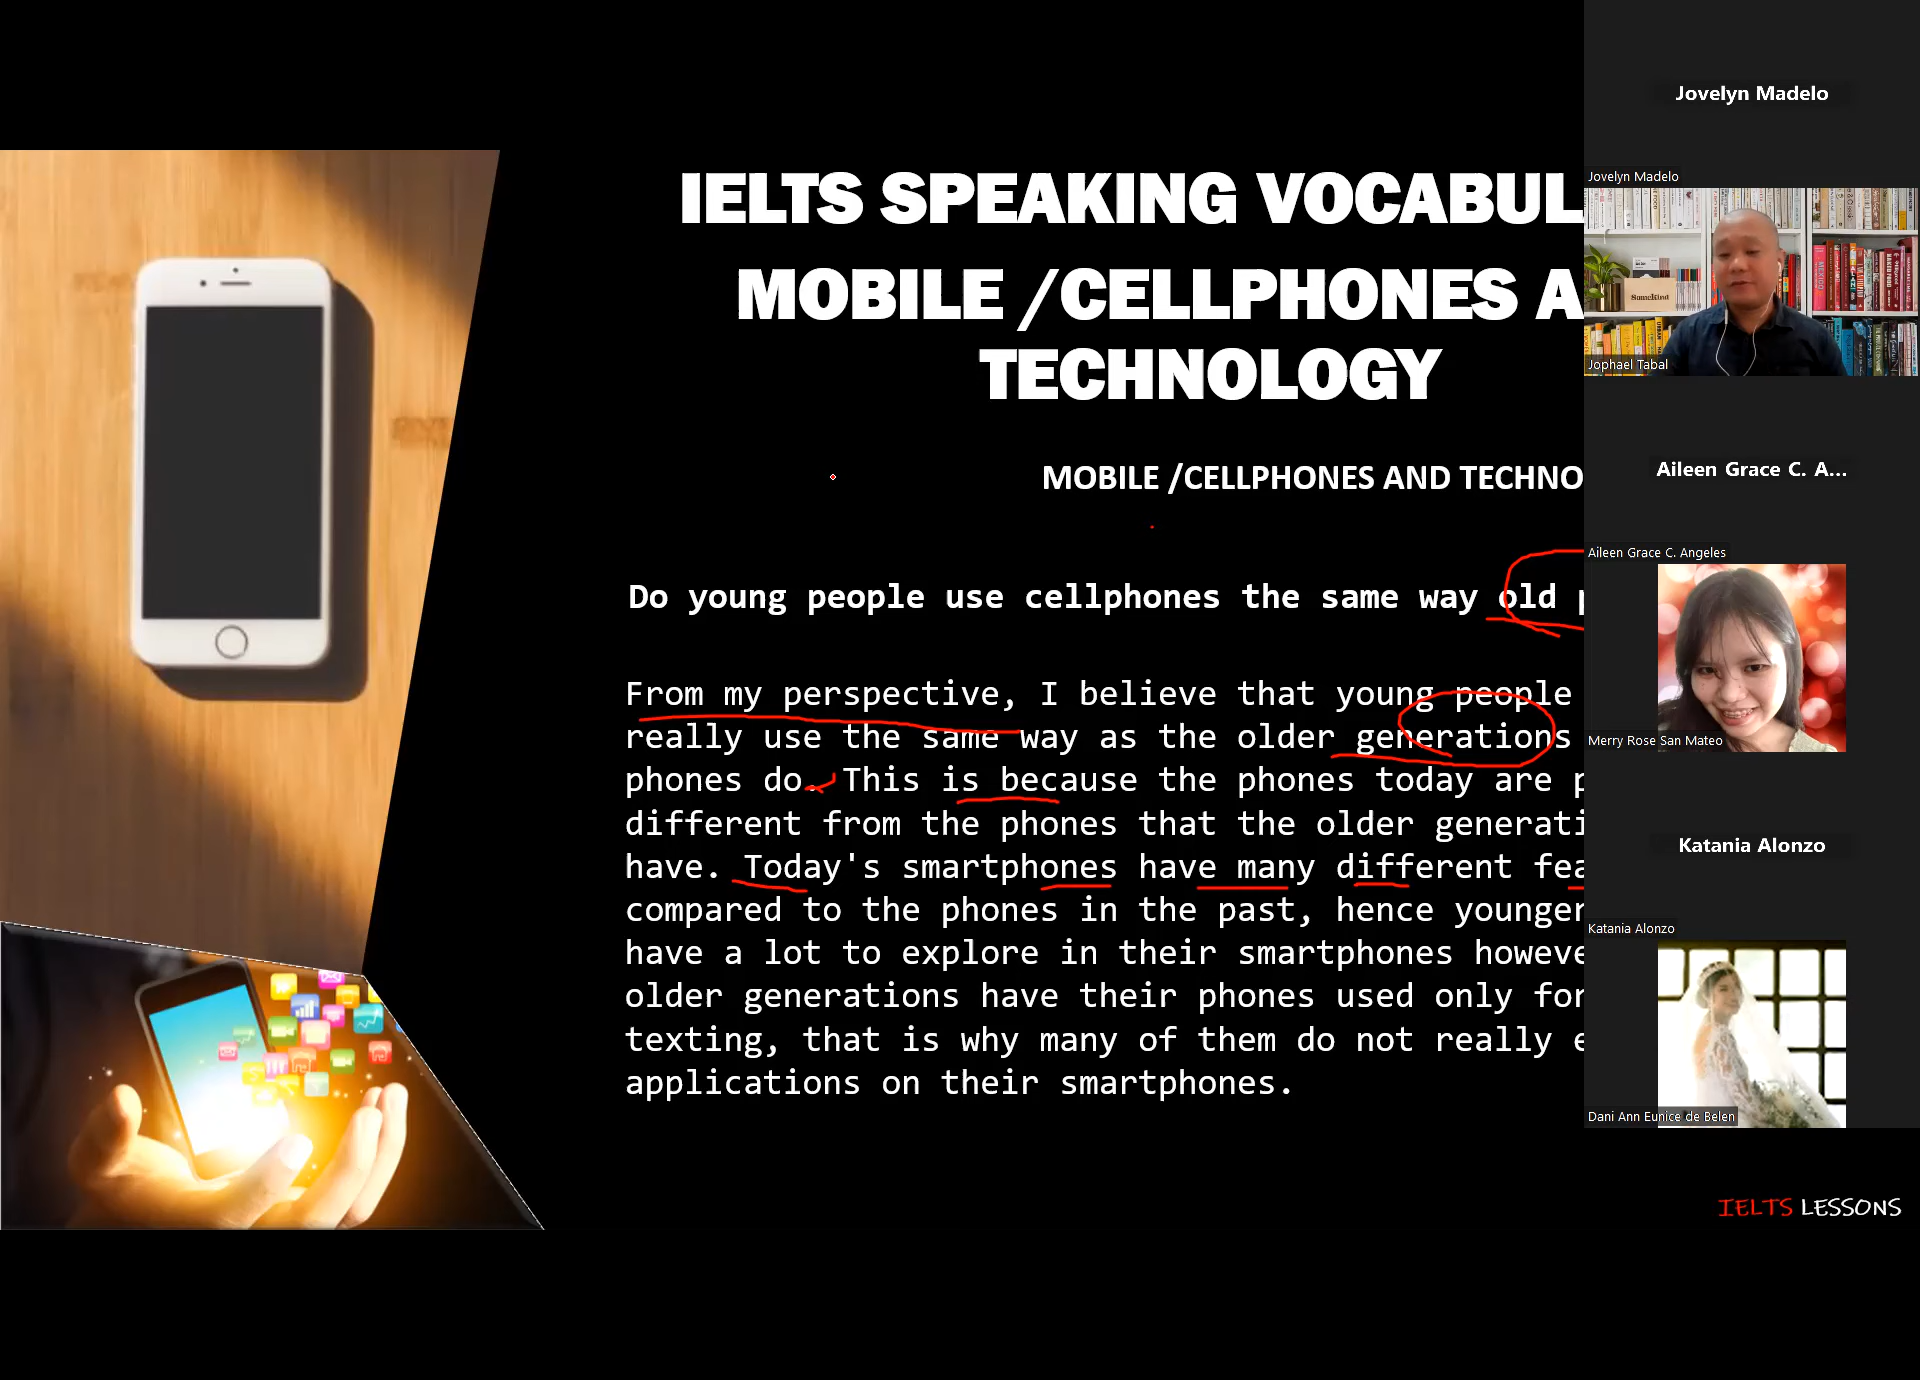 IELTS SPEAKING VOCABUL
MOBILE /CELLPHONES A
TECHNOLOGY
MOBILE /CELLPHONES AND TECHNO
Do young people use cellphones the same way old p
From my perspective, I believe that young people
really use the same way as the older generations
phones do. This is because the phones today are p
different from the phones that the older generati
have. Today's smartphones have many different fea
compared to the phones in the past, hence younger
have a lot to explore in their smartphones howeve
older generations have their phones used only for
texting, that is why many of them do not really e
applications on their smartphones.
Jovelyn Madelo
Jovelyn Madelo
SomeKind
Jophael Tabal
Aileen Grace C. A...
Aileen Grace C. Angeles
Merry Rose San Mateo
Katania Alonzo
Katania Alonzo
Dani Ann Eunice de Belen
IELTS LESSONS